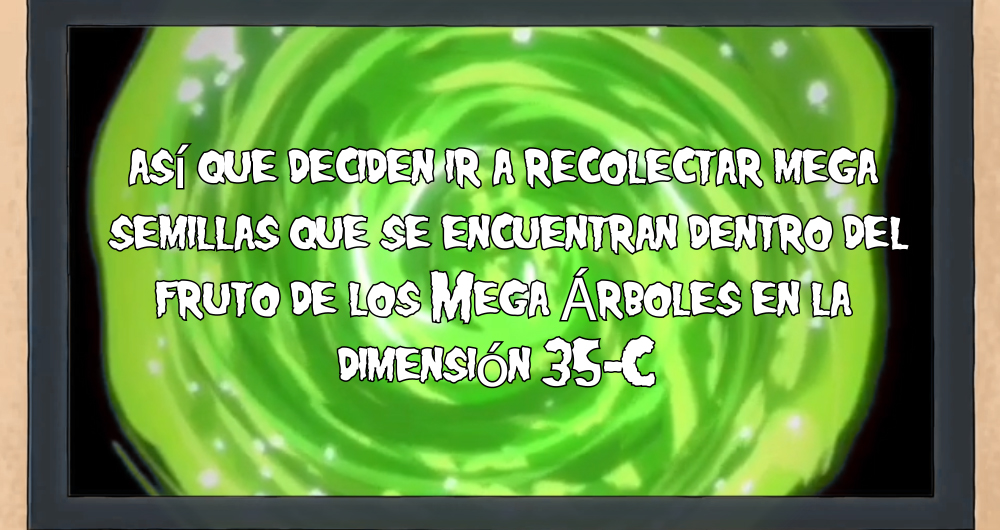 así que deciden ir a recolectar mega
semillas que se encuentran dentro del
fruto de los Mega Árboles en la
dimensión 35-C